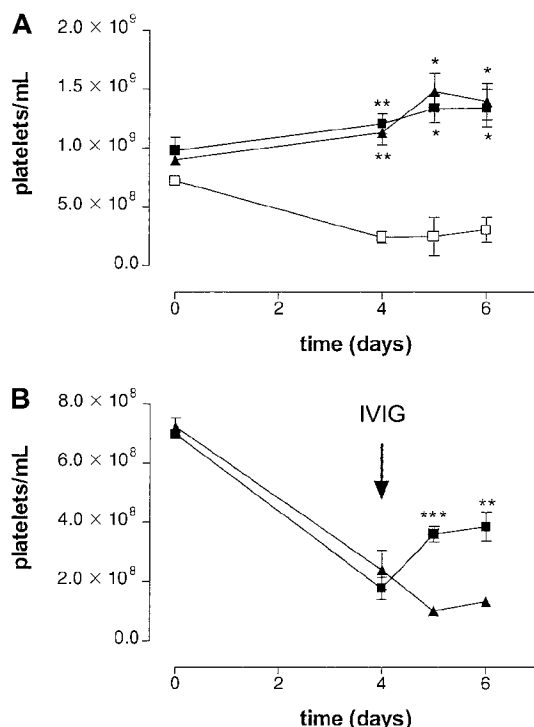 A
platelets/mL
2.0 × 10⁹
1.5 × 10⁹
1.0 × 10⁹
5.0 × 10⁸
0.0
**
*
*
**
*
*
0 2 4 6
time (days)
B
platelets/mL
8.0 × 10⁸
6.0 × 10⁸
4.0 × 10⁸
2.0 × 10⁸
0.0
IVIG
***
**
0 2 4 6
time (days)